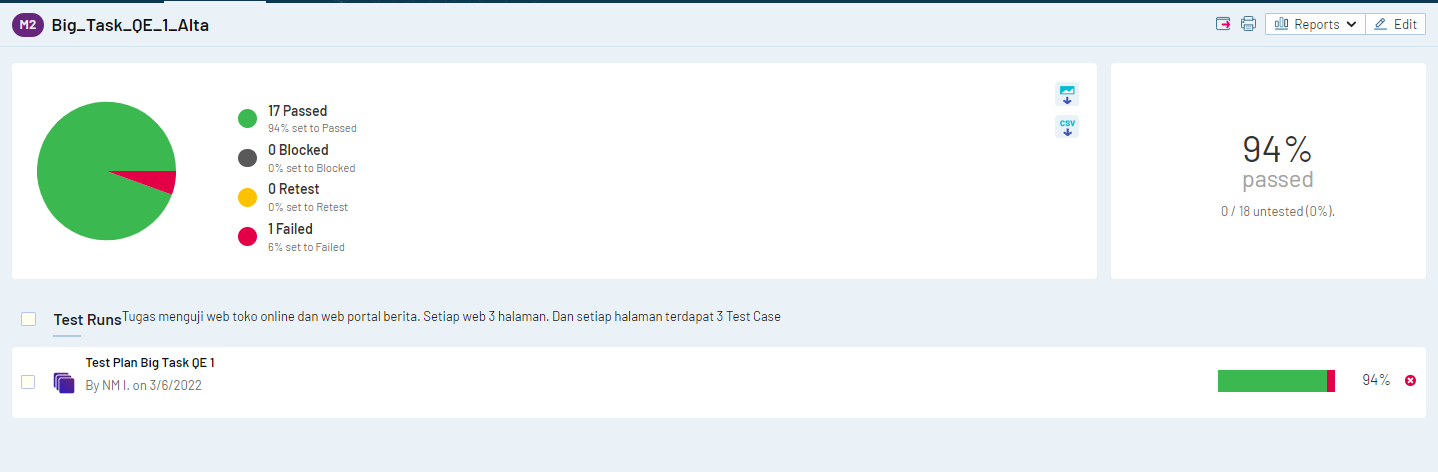 M2 Big_Task_QE_1_Alta
Reports
Edit
17 Passed
94% set to Passed
0 Blocked
0% set to Blocked
0 Retest
0% set to Retest
1 Failed
6% set to Failed
CSV
94%
passed
0 / 18 untested (0%).
Test Runs Tugas menguji web toko online dan web portal berita. Setiap web 3 halaman. Dan setiap halaman terdapat 3 Test Case
Test Plan Big Task QE 1
By NM I. on 3/6/2022
94%